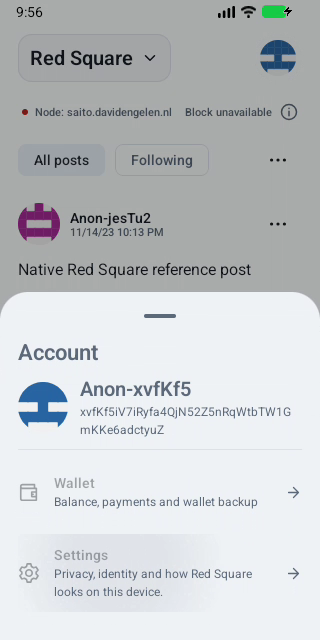 9:56
Red Square
Node: saito.davidengelen.nl Block unavailable
All posts Following
Anon-jesTu2
11/14/23 10:13 PM
Native Red Square reference post
Account
Anon-xvfKf5
xvfKf5iV7iRyfa4QjN52Z5nRqWtbTW1G
mKKe6adctyuZ
Wallet
Balance, payments and wallet backup
Settings
Privacy, identity and how Red Square
looks on this device.